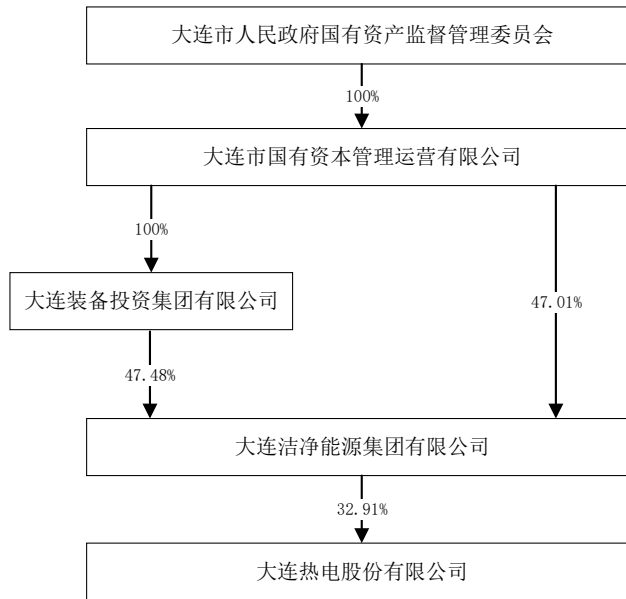 大连市人民政府国有资产监督管理委员会
100%
大连市国有资本管理运营有限公司
100%
大连装备投资集团有限公司
47.01%
47.48%
大连洁净能源集团有限公司
32.91%
大连热电股份有限公司